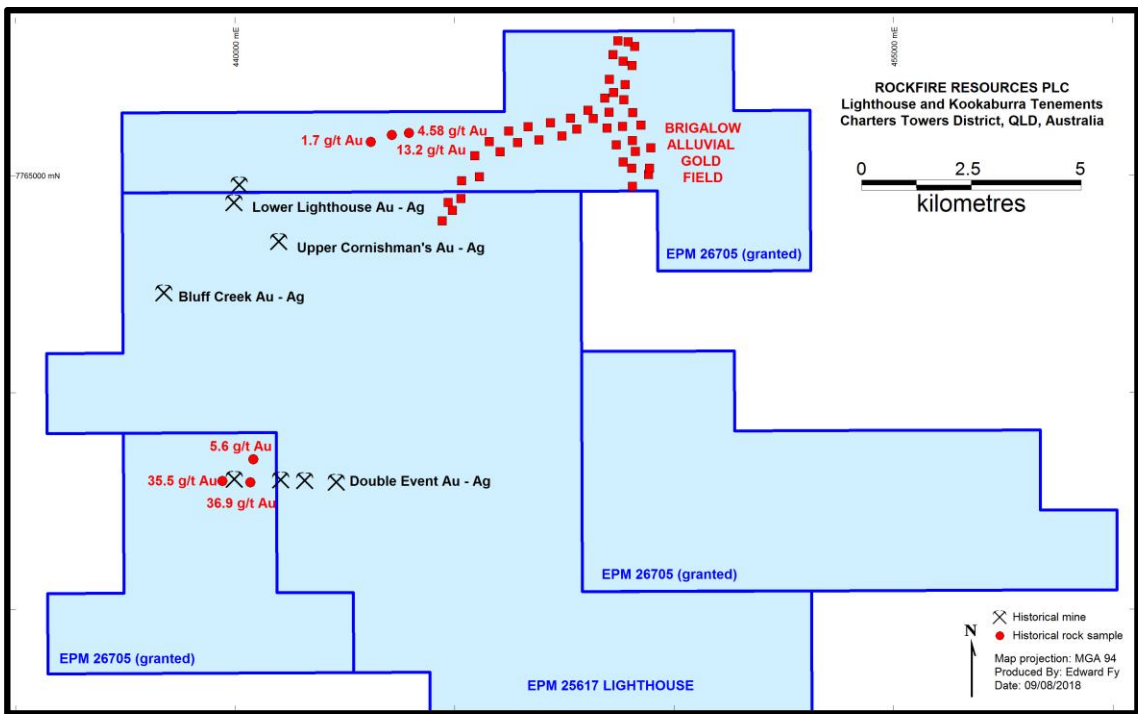 440000 mE
455000 mE
ROCKFIRE RESOURCES PLC
Lighthouse and Kookaburra Tenements
Charters Towers District, QLD, Australia
0 2.5 5
kilometres
1.7 g/t Au
4.58 g/t Au
13.2 g/t Au
BRIGALOW
ALLUVIAL
GOLD
FIELD
7765000 mN
Lower Lighthouse Au - Ag
Upper Cornishman's Au - Ag
EPM 26705 (granted)
Bluff Creek Au - Ag
5.6 g/t Au
35.5 g/t Au
36.9 g/t Au
Double Event Au - Ag
EPM 26705 (granted)
EPM 26705 (granted)
EPM 25617 LIGHTHOUSE
N
Historical mine
Historical rock sample
Map projection: MGA 94
Produced By: Edward Fy
Date: 09/08/2018